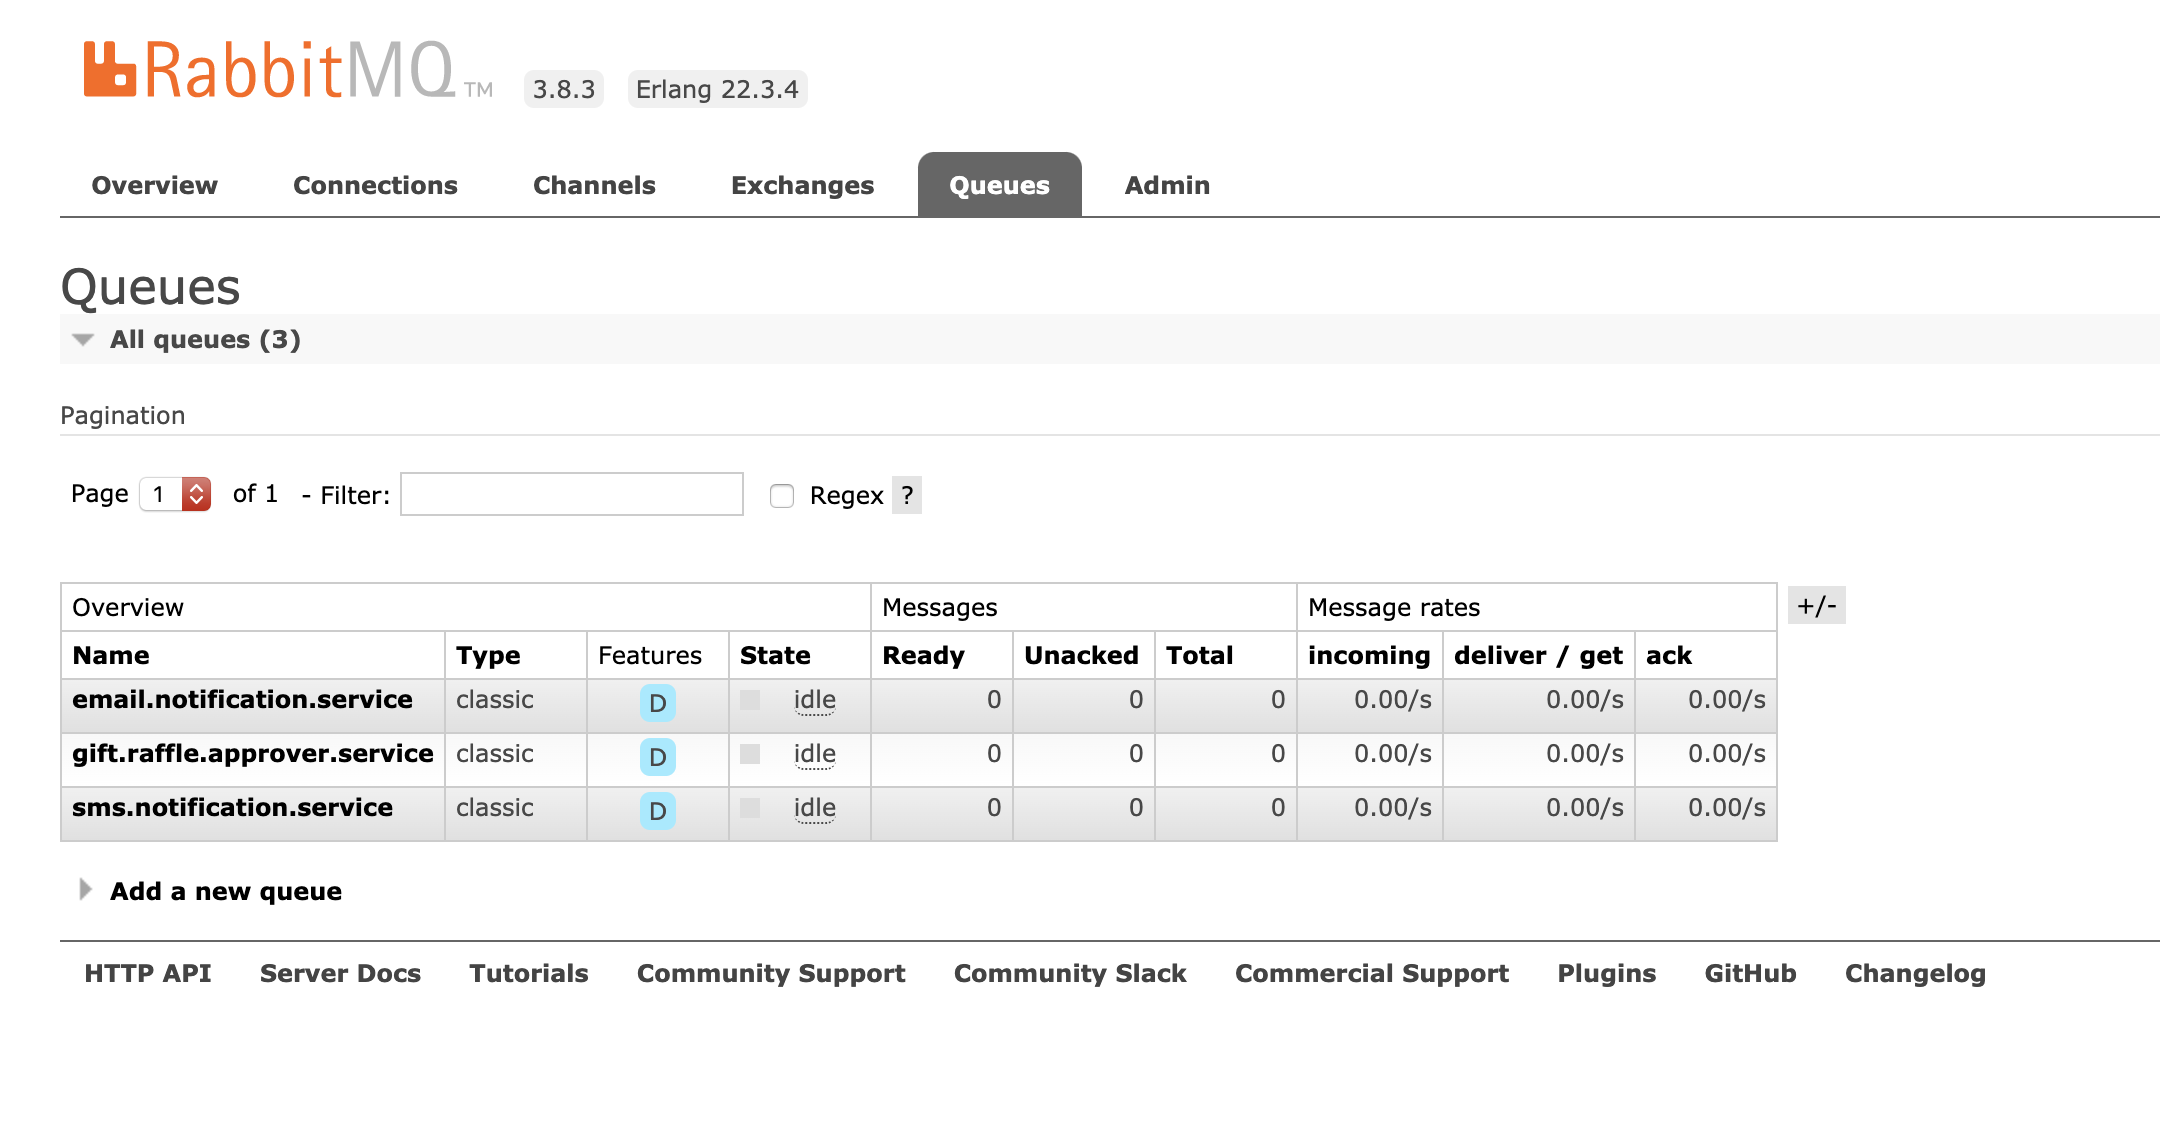 RabbitMQ TM 3.8.3 Erlang 22.3.4
Overview Connections Channels Exchanges Queues Admin
Queues
All queues (3)
Pagination
Page 1 of 1 - Filter: Regex ?
Overview Messages Message rates +/-
Name Type Features State Ready Unacked Total incoming deliver / get ack
email.notification.service classic D idle 0 0 0 0.00/s 0.00/s 0.00/s
gift.raffle.approver.service classic D idle 0 0 0 0.00/s 0.00/s 0.00/s
sms.notification.service classic D idle 0 0 0 0.00/s 0.00/s 0.00/s
Add a new queue
HTTP API Server Docs Tutorials Community Support Community Slack Commercial Support Plugins GitHub Changelog